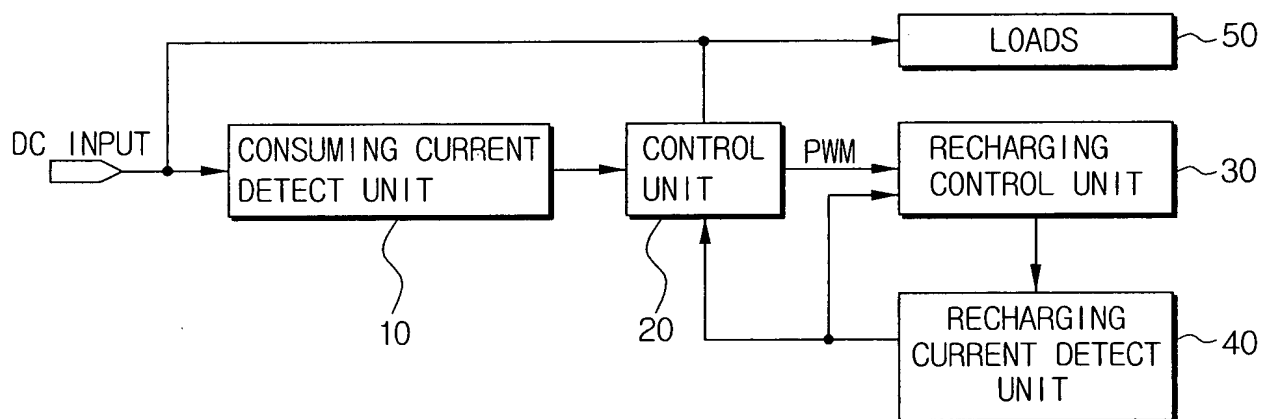 LOADS
50
DC INPUT
CONSUMING CURRENT
DETECT UNIT
CONTROL
UNIT
PWM
RECHARGING
CONTROL UNIT
30
10
20
RECHARGING
CURRENT DETECT
UNIT
40